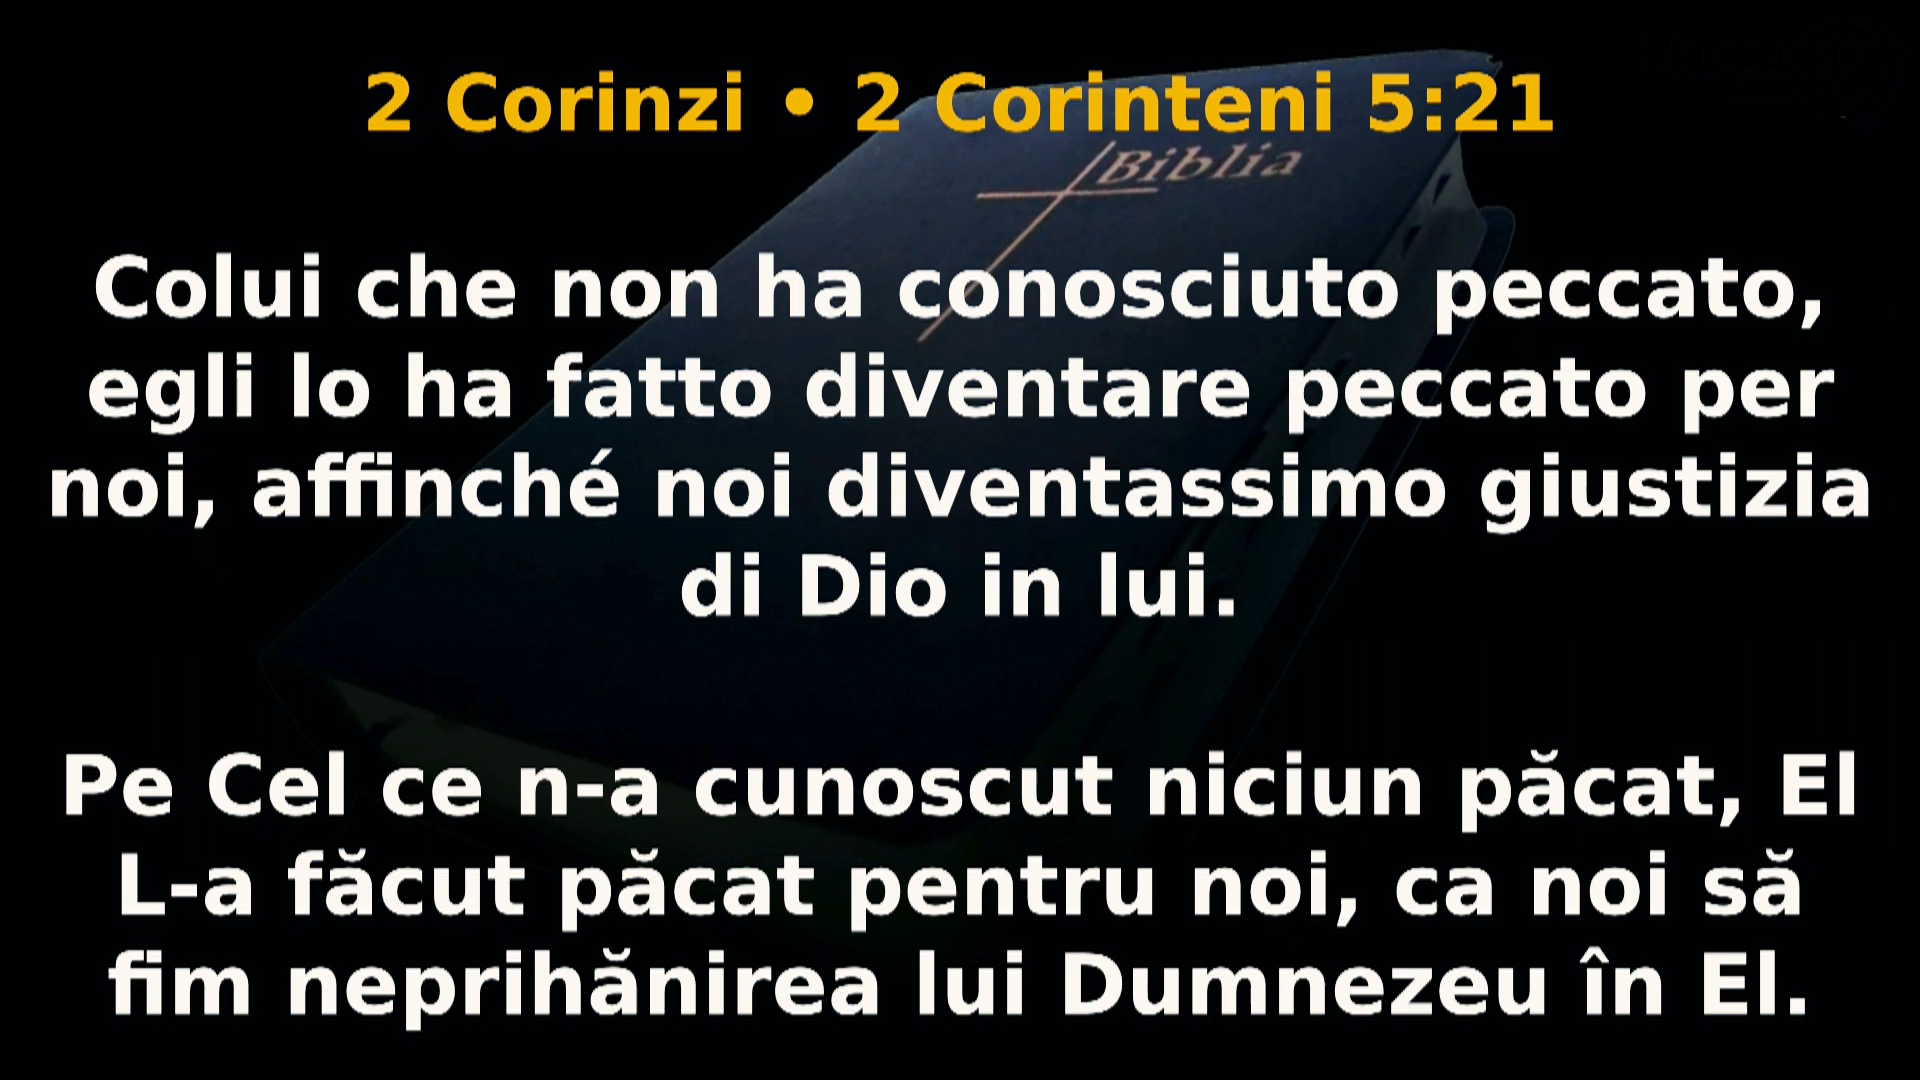 2 Corinzi • 2 Corinteni 5:21
Biblia
Colui che non ha conosciuto peccato,
egli lo ha fatto diventare peccato per
noi, affinché noi diventassimo giustizia
di Dio in lui.
Pe Cel ce n-a cunoscut niciun păcat, El
L-a făcut păcat pentru noi, ca noi să
fim neprihănirea lui Dumnezeu în El.